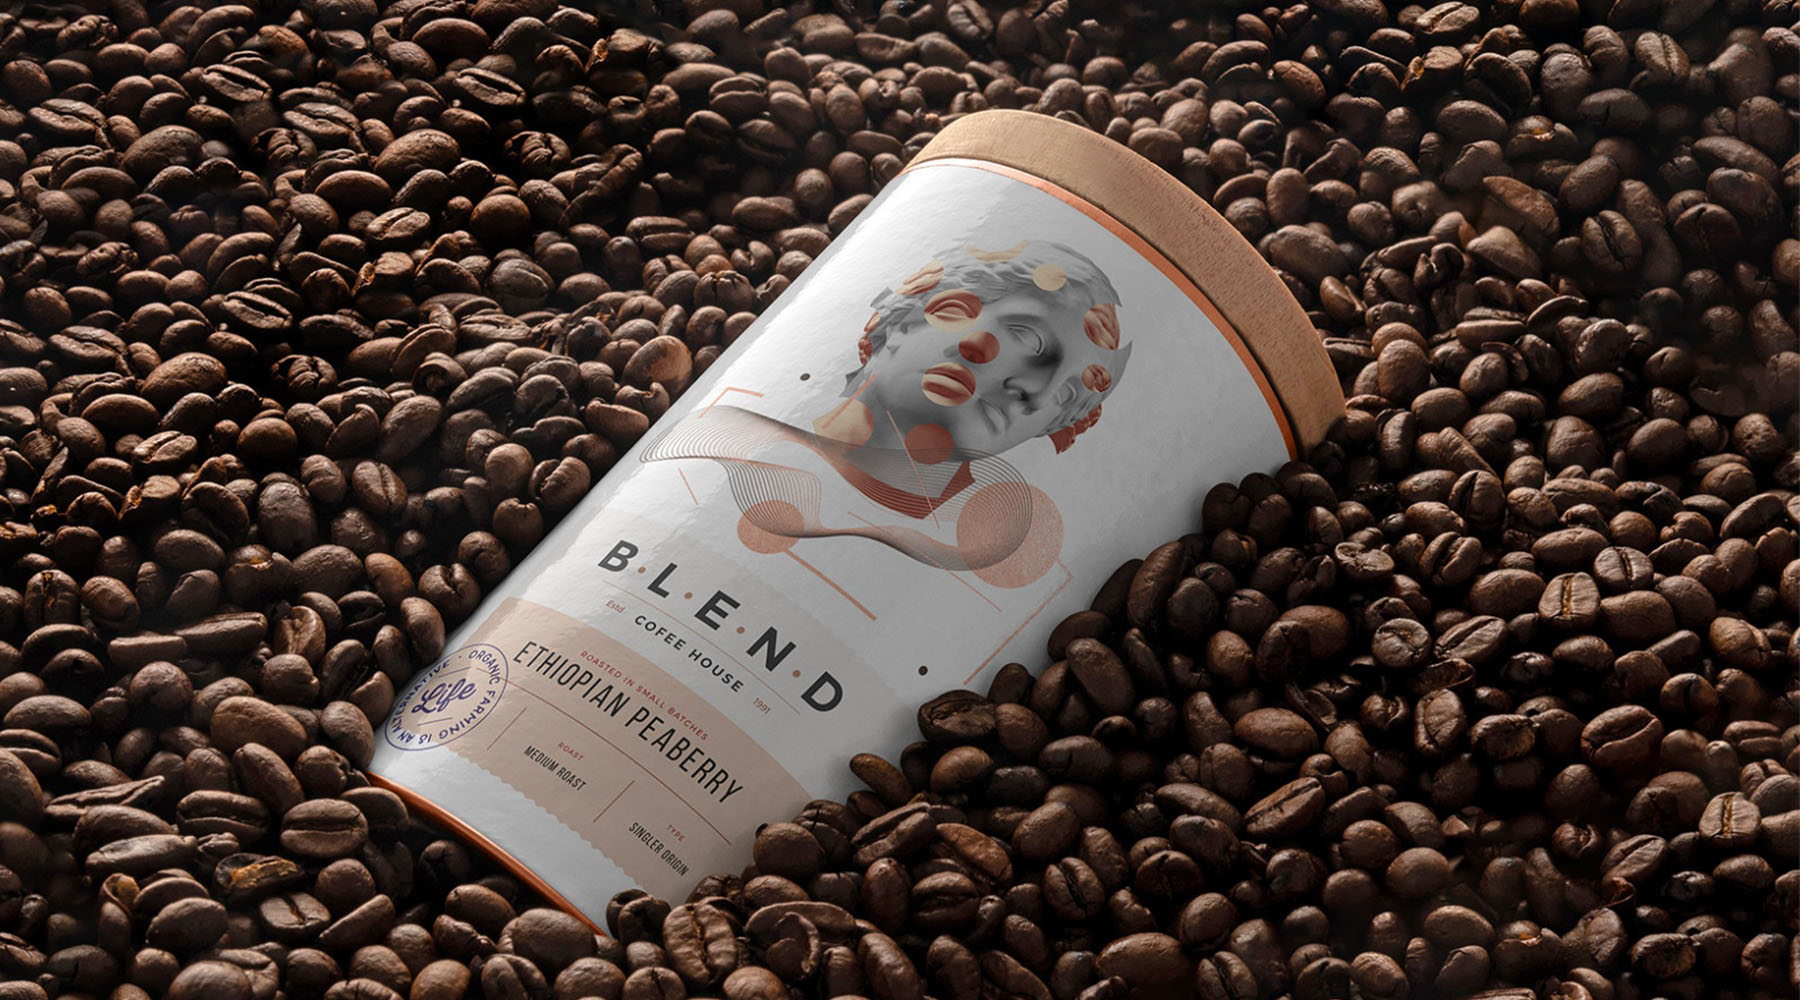 B.L.E.N.D
Estd
COFEE HOUSE
1991
ROASTED IN SMALL BATCHES
ETHIOPIAN PEABERRY
ROAST
MEDIUM ROAST
TYPE
SINGLER ORIGIN
ORGANIC FARMING IS AN ALTERNATIVE ·
Life